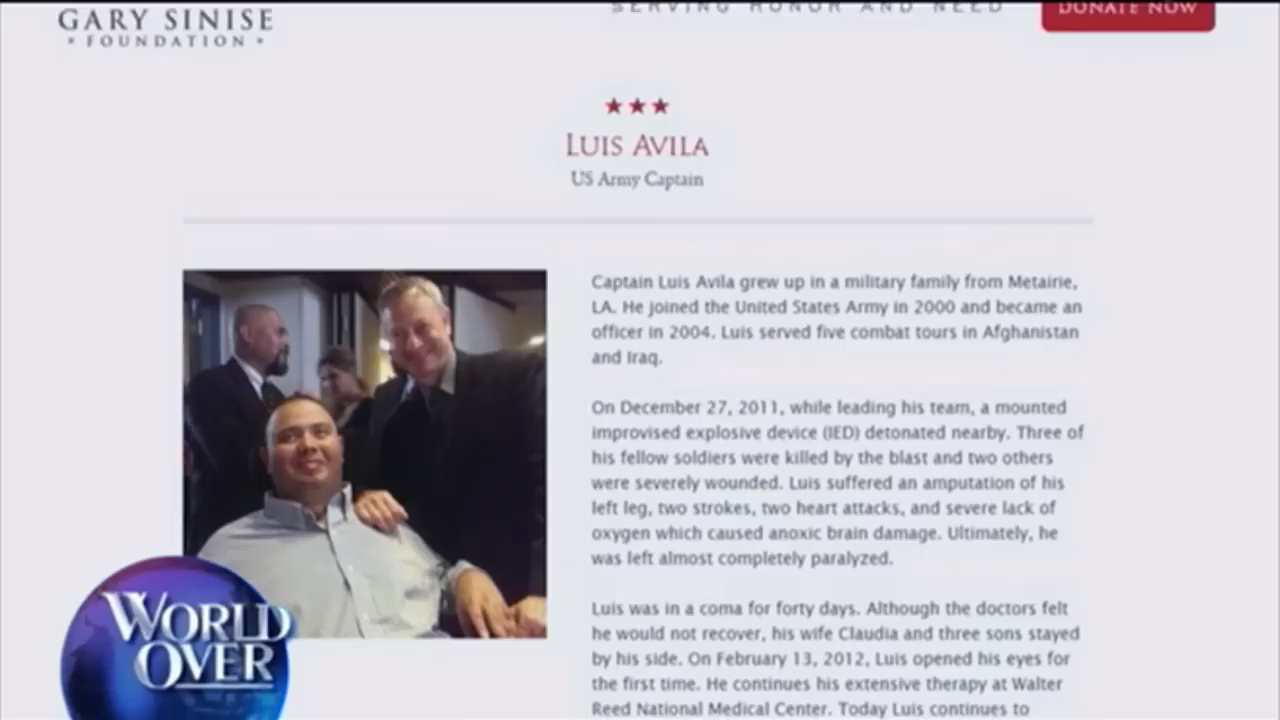 GARY SINISE
• FOUNDATION •
SERVING HONOR AND NEED
DONATE NOW
LUIS AVILA
US Army Captain
Captain Luis Avila grew up in a military family from Metairie,
LA. He joined the United States Army in 2000 and became an
officer in 2004. Luis served five combat tours in Afghanistan
and Iraq.
On December 27, 2011, while leading his team, a mounted
improvised explosive device (IED) detonated nearby. Three of
his fellow soldiers were killed by the blast and two others
were severely wounded. Luis suffered an amputation of his
left leg, two strokes, two heart attacks, and severe lack of
oxygen which caused anoxic brain damage. Ultimately, he
was left almost completely paralyzed.
Luis was in a coma for forty days. Although the doctors felt
he would not recover, his wife Claudia and three sons stayed
by his side. On February 13, 2012, Luis opened his eyes for
the first time. He continues his extensive therapy at Walter
Reed National Medical Center. Today Luis continues to
WORLD
OVER